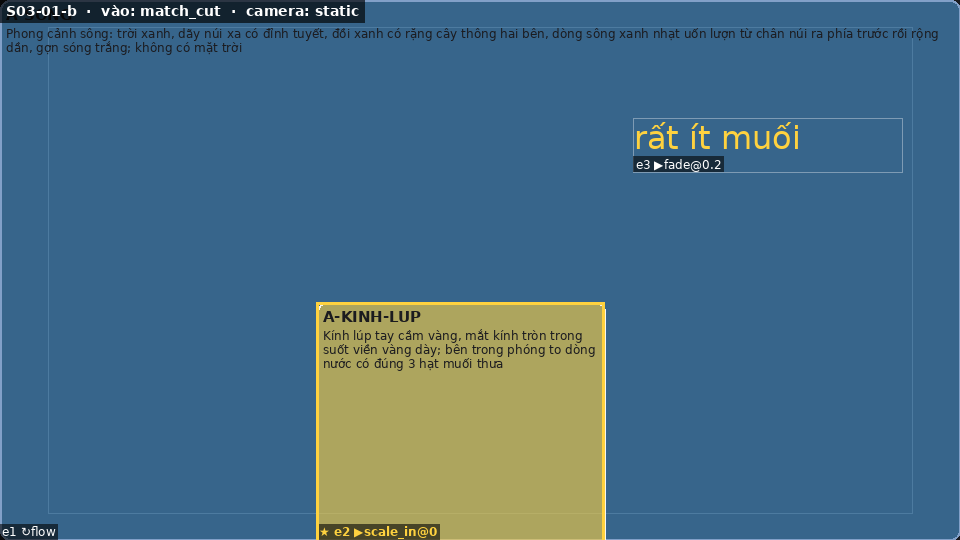 S03-01-b · vào: match_cut · camera: static
Phong cảnh sông: trời xanh, dãy núi xa có đỉnh tuyết, đồi xanh có rặng cây thông hai bên, dòng sông xanh nhạt uốn lượn từ chân núi ra phía trước rồi rộng
dần, gợn sóng trắng; không có mặt trời
rất ít muối
e3 ▶fade@0.2
A-KINH-LUP
Kính lúp tay cầm vàng, mắt kính tròn trong
suốt viền vàng dày; bên trong phóng to dòng
nước có đúng 3 hạt muối thưa
e1 ↻flow
★ e2 ▶scale_in@0